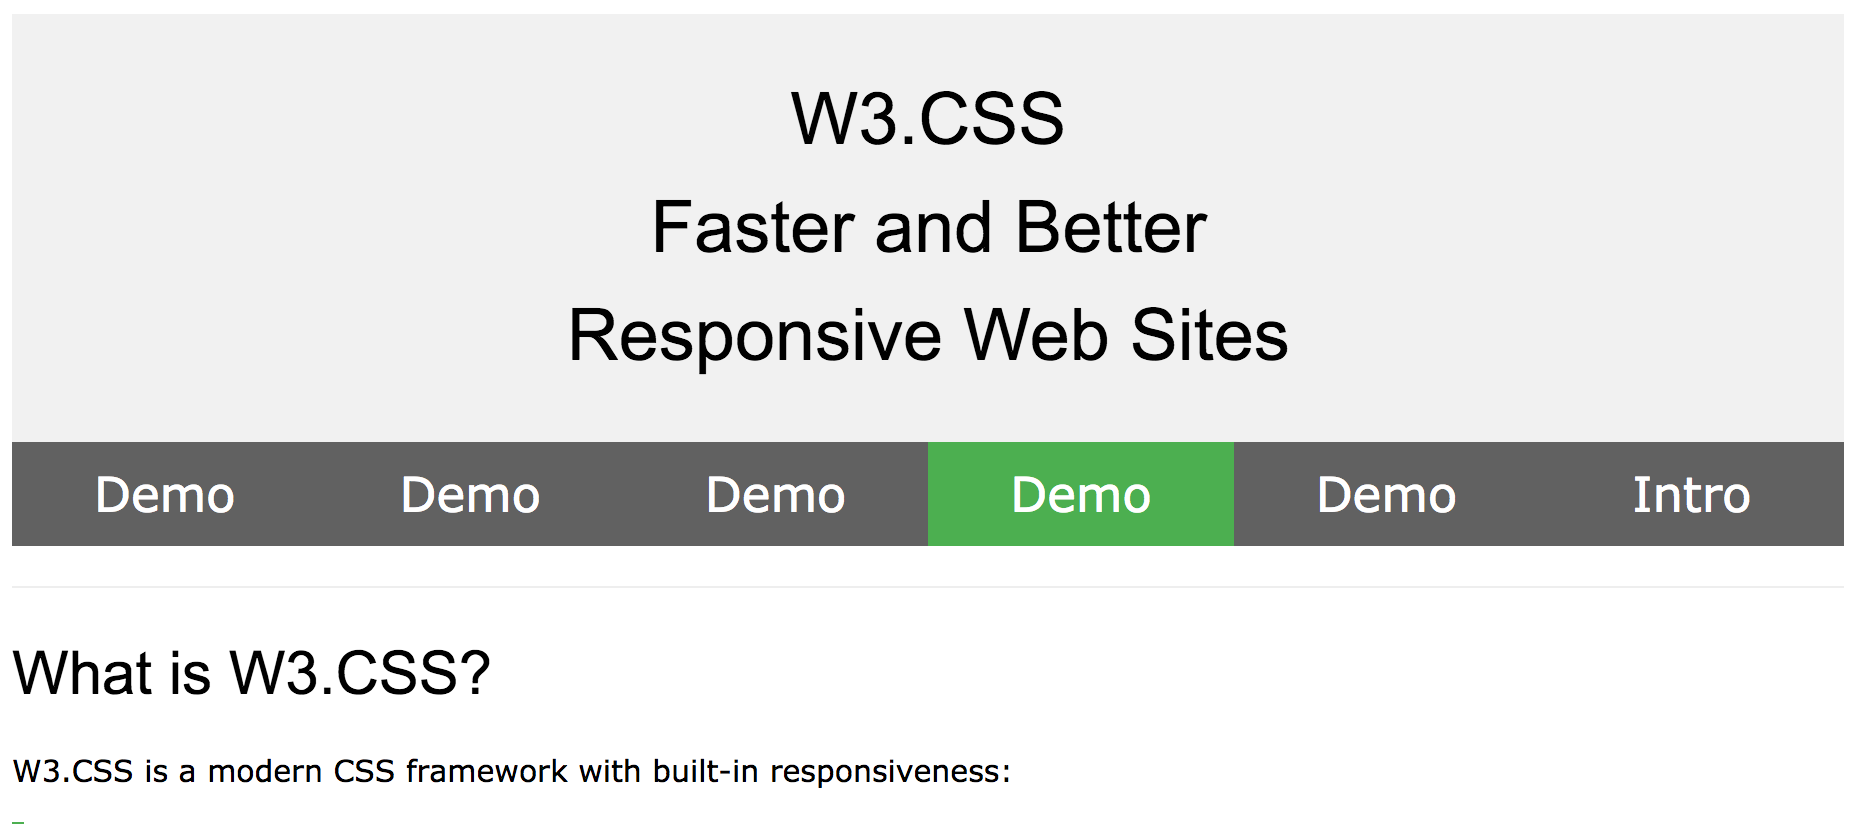 W3.CSS
Faster and Better
Responsive Web Sites
Demo Demo Demo Demo Demo Intro
What is W3.CSS?
W3.CSS is a modern CSS framework with built-in responsiveness: